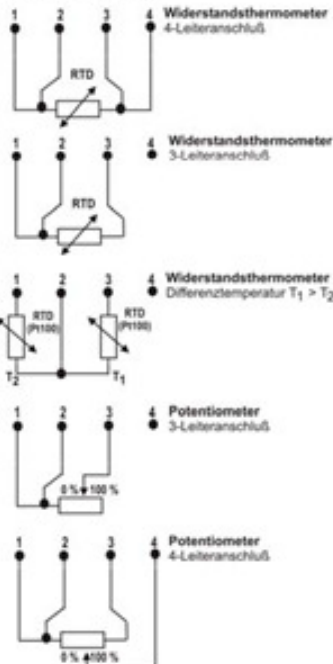 1 2 3 4 Widerstandsthermometer
4-Leiteranschluß
RTD
1 2 3 4 Widerstandsthermometer
3-Leiteranschluß
RTD
1 2 3 4 Widerstandsthermometer
Differenztemperatur T1 > T2
RTD
(Pt100)
RTD
(Pt100)
T2 T1
1 2 3 4 Potentiometer
3-Leiteranschluß
0 % 100 %
1 2 3 4 Potentiometer
4-Leiteranschluß
0 % 100 %